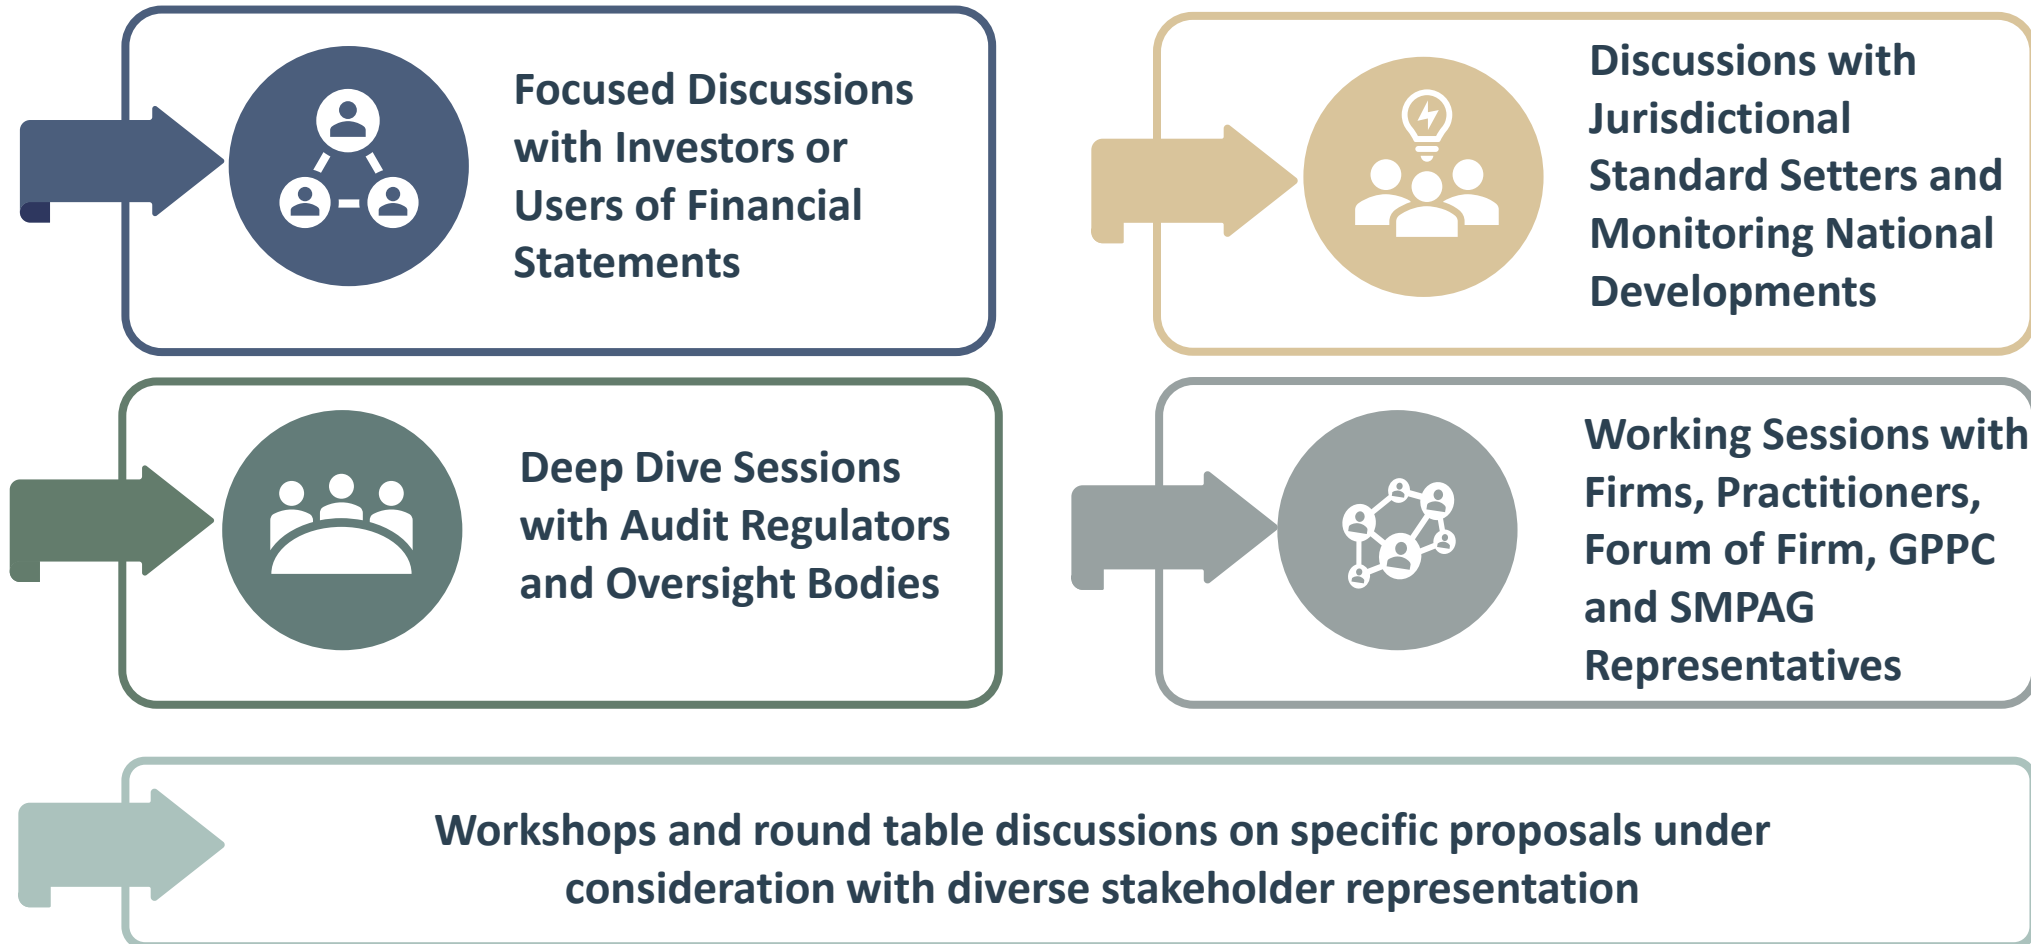 Focused Discussions
with Investors or
Users of Financial
Statements
Discussions with
Jurisdictional
Standard Setters and
Monitoring National
Developments
Deep Dive Sessions
with Audit Regulators
and Oversight Bodies
Working Sessions with
Firms, Practitioners,
Forum of Firm, GPPC
and SMPAG
Representatives
Workshops and round table discussions on specific proposals under
consideration with diverse stakeholder representation